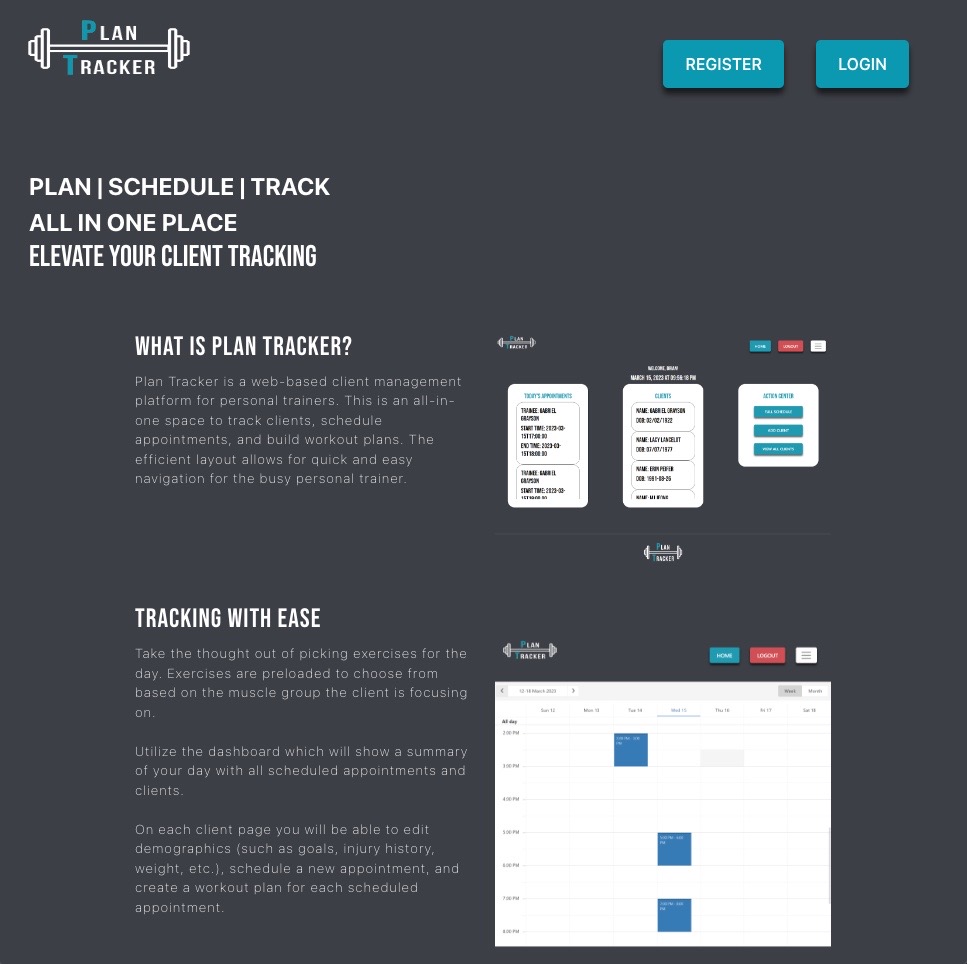 PLAN
TRACKER
REGISTER
LOGIN
PLAN | SCHEDULE | TRACK
ALL IN ONE PLACE
ELEVATE YOUR CLIENT TRACKING
WHAT IS PLAN TRACKER?
Plan Tracker is a web-based client management
platform for personal trainers. This is an all-in-
one space to track clients, schedule
appointments, and build workout plans. The
efficient layout allows for quick and easy
navigation for the busy personal trainer.
PLAN
TRACKER
HOME
LOGOUT
WELCOME, BRIAN
MARCH 15, 2023 AT 09:58:18 PM
TODAY'S APPOINTMENTS
TRAINEE: GABRIEL
GRAYSON
START TIME: 2023-03-
15T17:00:00
END TIME: 2023-03-
15T18:00:00
TRAINEE: GABRIEL
GRAYSON
START TIME: 2023-03-
CLIENTS
NAME: GABRIEL GRAYSON
DOB: 02/02/1922
NAME: LACY LANCELOT
DOB: 07/07/1977
NAME: ERIN PEIFER
DOB: 1991-08-26
ACTION CENTER
FULL SCHEDULE
ADD CLIENT
VIEW ALL CLIENTS
PLAN
TRACKER
TRACKING WITH EASE
Take the thought out of picking exercises for the
day. Exercises are preloaded to choose from
based on the muscle group the client is focusing
on.
Utilize the dashboard which will show a summary
of your day with all scheduled appointments and
clients.
On each client page you will be able to edit
demographics (such as goals, injury history,
weight, etc.), schedule a new appointment, and
create a workout plan for each scheduled
appointment.
PLAN
TRACKER
HOME
LOGOUT
12-18 March 2023
Week
Month
Sun 12
Mon 13
Tue 14
Wed 15
Thu 16
Fri 17
Sat 18
All day
2:00 PM
3:00 PM
4:00 PM
5:00 PM
6:00 PM
7:00 PM
8:00 PM